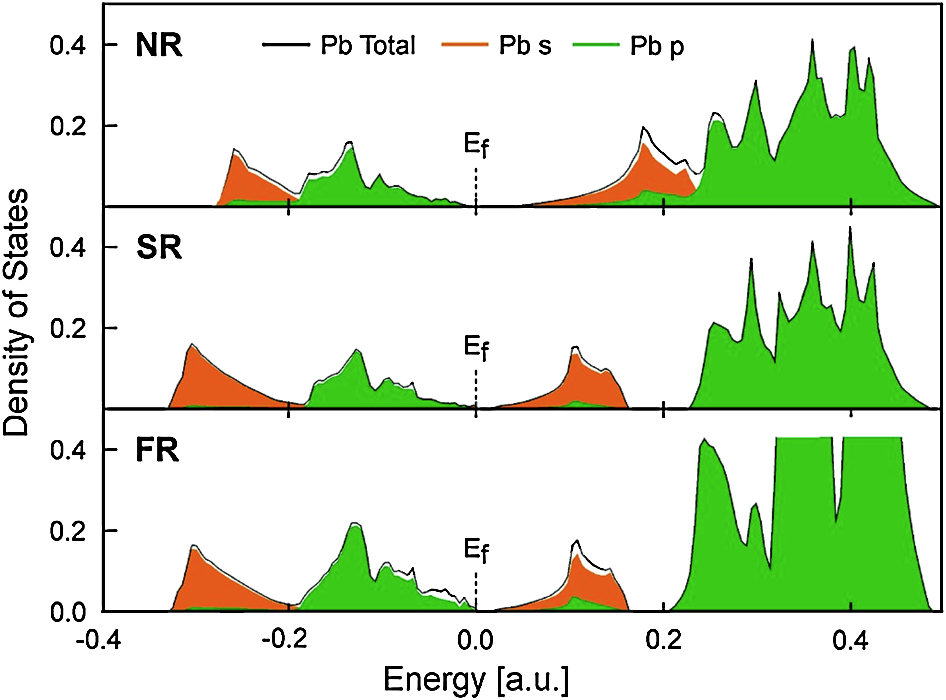 NR
Pb Total Pb s Pb p
0.4
0.2
Ef
SR
0.4
0.2
Ef
FR
0.4
0.2
Ef
0.0
-0.4 -0.2 0.0 0.2 0.4
Energy [a.u.]
Density of States